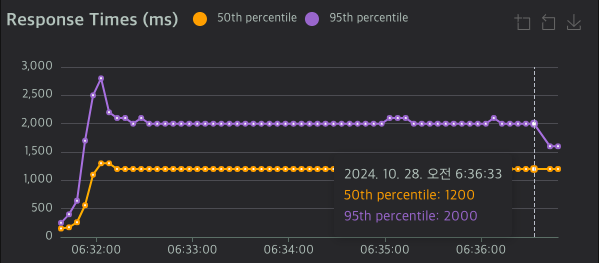 Response Times (ms) 50th percentile 95th percentile
3,000
2,500
2,000
1,500
1,000
500
0
2024. 10. 28. 오전 6:36:33
50th percentile: 1200
95th percentile: 2000
06:32:00 06:33:00 06:34:00 06:35:00 06:36:00